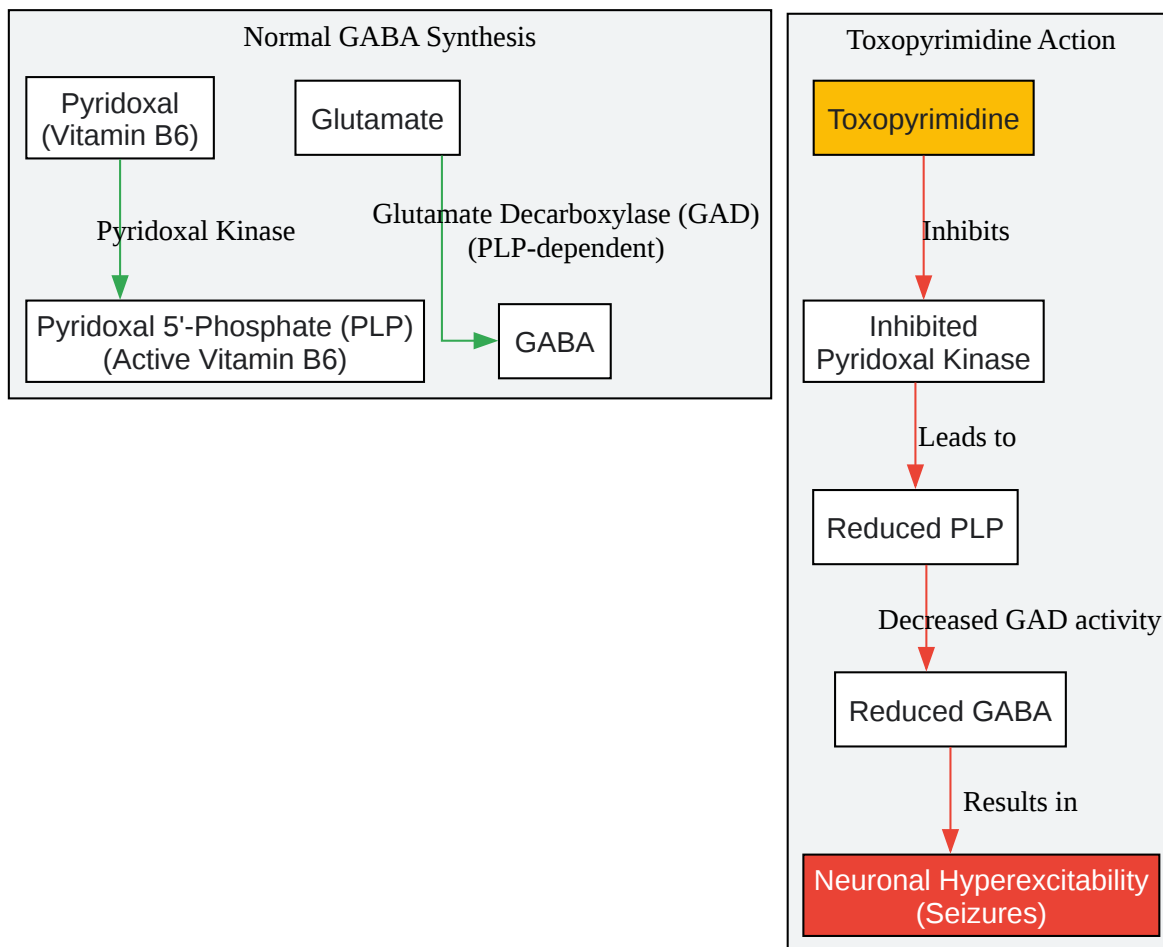 Normal GABA Synthesis
Pyridoxal
(Vitamin B6)
Glutamate
Pyridoxal Kinase
Glutamate Decarboxylase (GAD)
(PLP-dependent)
Pyridoxal 5'-Phosphate (PLP)
(Active Vitamin B6)
GABA
Toxopyrimidine Action
Toxopyrimidine
Inhibits
Inhibited
Pyridoxal Kinase
Leads to
Reduced PLP
Decreased GAD activity
Reduced GABA
Results in
Neuronal Hyperexcitability
(Seizures)